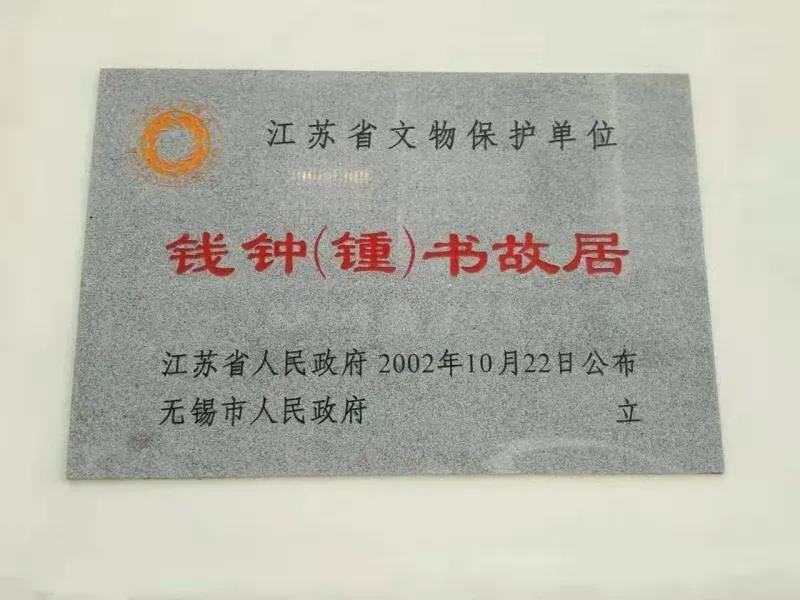 江苏省文物保护单位
钱钟(锺)书故居
江苏省人民政府 2002年10月22日公布
无锡市人民政府 立